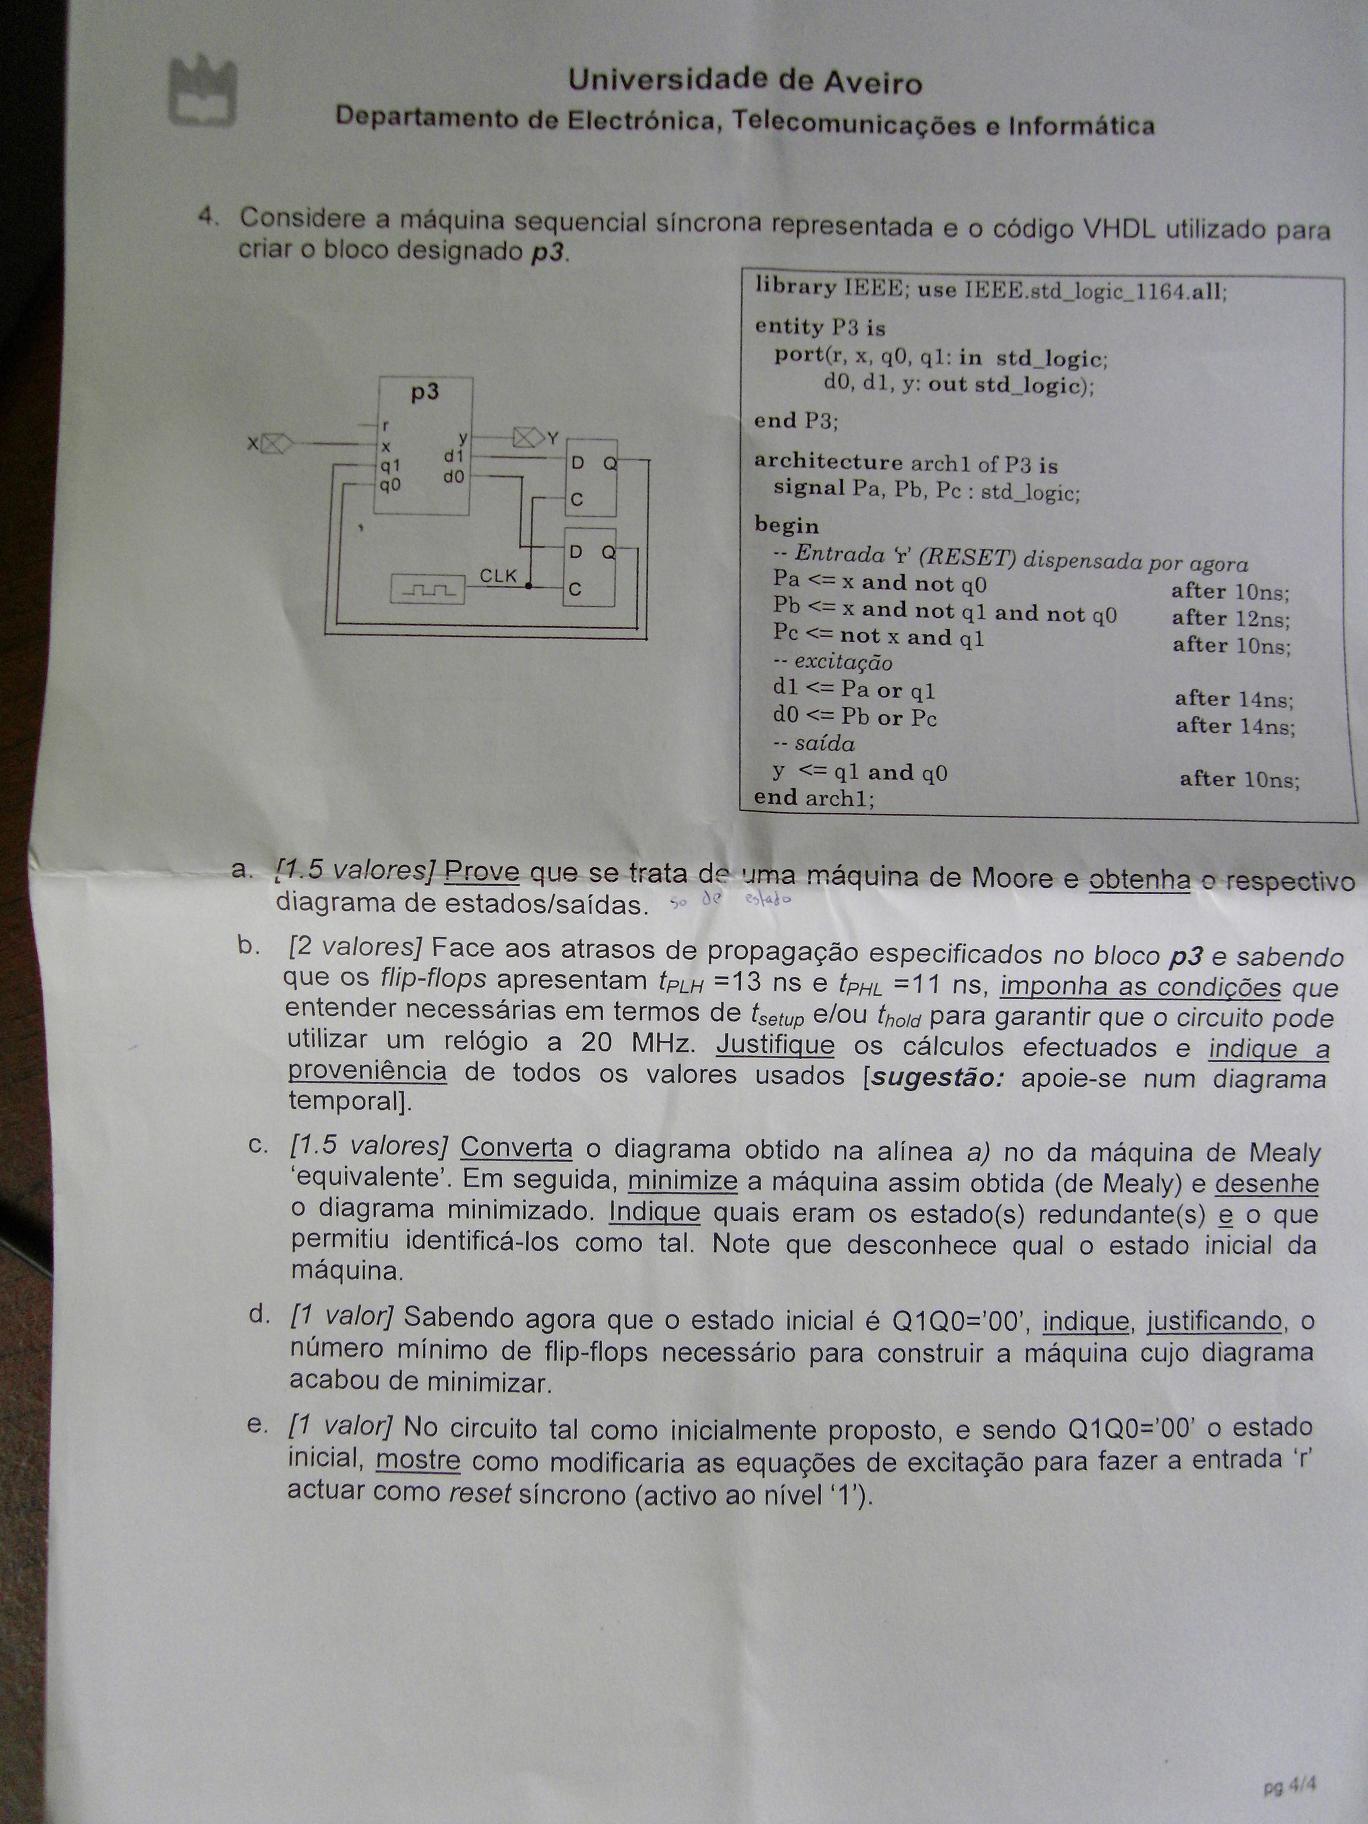 Universidade de Aveiro
Departamento de Electrónica, Telecomunicações e Informática
4. Considere a máquina sequencial síncrona representada e o código VHDL utilizado para
criar o bloco designado p3.
p3
r
x
q1
q0
y
d1
d0
X
Y
D Q
C
D Q
C
CLK
library IEEE; use IEEE.std_logic_1164.all;
entity P3 is
port(r, x, q0, q1: in std_logic;
d0, d1, y: out std_logic);
end P3;
architecture arch1 of P3 is
signal Pa, Pb, Pc : std_logic;
begin
-- Entrada 'r' (RESET) dispensada por agora
Pa <= x and not q0 after 10ns;
Pb <= x and not q1 and not q0 after 12ns;
Pc <= not x and q1 after 10ns;
-- excitação
d1 <= Pa or q1 after 14ns;
d0 <= Pb or Pc after 14ns;
-- saída
y <= q1 and q0 after 10ns;
end arch1;
a. [1.5 valores] Prove que se trata de uma máquina de Moore e obtenha o respectivo
diagrama de estados/saídas. so de estado
b. [2 valores] Face aos atrasos de propagação especificados no bloco p3 e sabendo
que os flip-flops apresentam tPLH =13 ns e tPHL =11 ns, imponha as condições que
entender necessárias em termos de tsetup e/ou thold para garantir que o circuito pode
utilizar um relógio a 20 MHz. Justifique os cálculos efectuados e indique a
proveniência de todos os valores usados [sugestão: apoie-se num diagrama
temporal].
c. [1.5 valores] Converta o diagrama obtido na alínea a) no da máquina de Mealy
'equivalente'. Em seguida, minimize a máquina assim obtida (de Mealy) e desenhe
o diagrama minimizado. Indique quais eram os estado(s) redundante(s) e o que
permitiu identificá-los como tal. Note que desconhece qual o estado inicial da
máquina.
d. [1 valor] Sabendo agora que o estado inicial é Q1Q0='00', indique, justificando, o
número mínimo de flip-flops necessário para construir a máquina cujo diagrama
acabou de minimizar.
e. [1 valor] No circuito tal como inicialmente proposto, e sendo Q1Q0='00' o estado
inicial, mostre como modificaria as equações de excitação para fazer a entrada 'r'
actuar como reset síncrono (activo ao nível '1').
pg 4/4